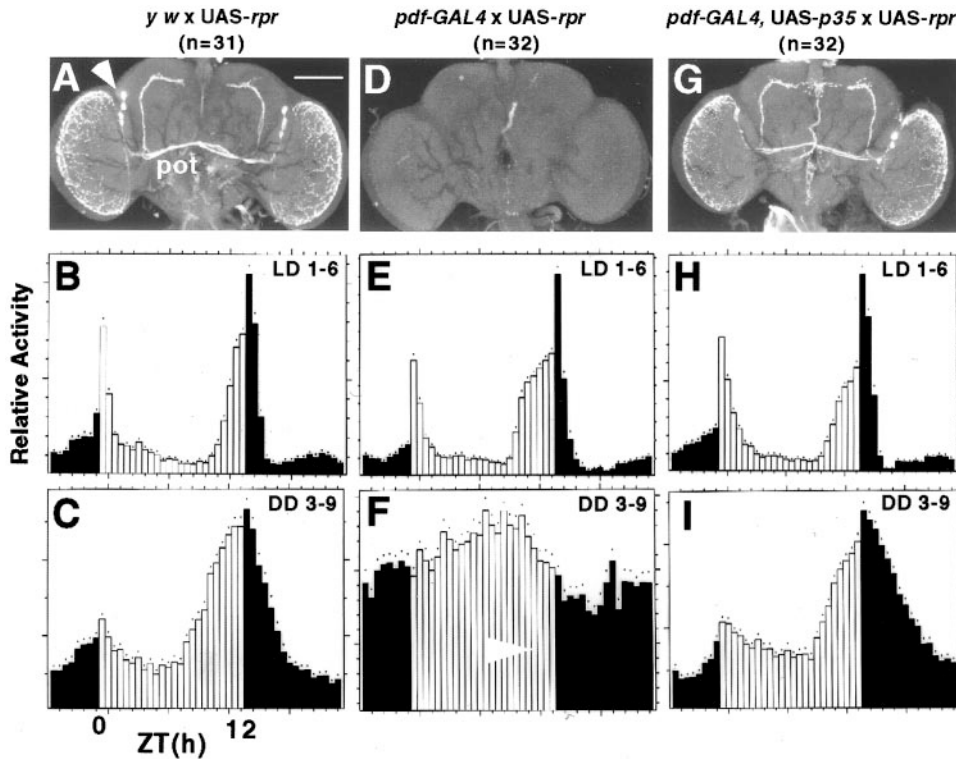 y w x UAS-rpr
(n=31)
pdf-GAL4 x UAS-rpr
(n=32)
pdf-GAL4, UAS-p35 x UAS-rpr
(n=32)
A
pot
D
G
B
LD 1-6
E
LD 1-6
H
LD 1-6
Relative Activity
C
DD 3-9
F
DD 3-9
I
DD 3-9
0
12
ZT(h)